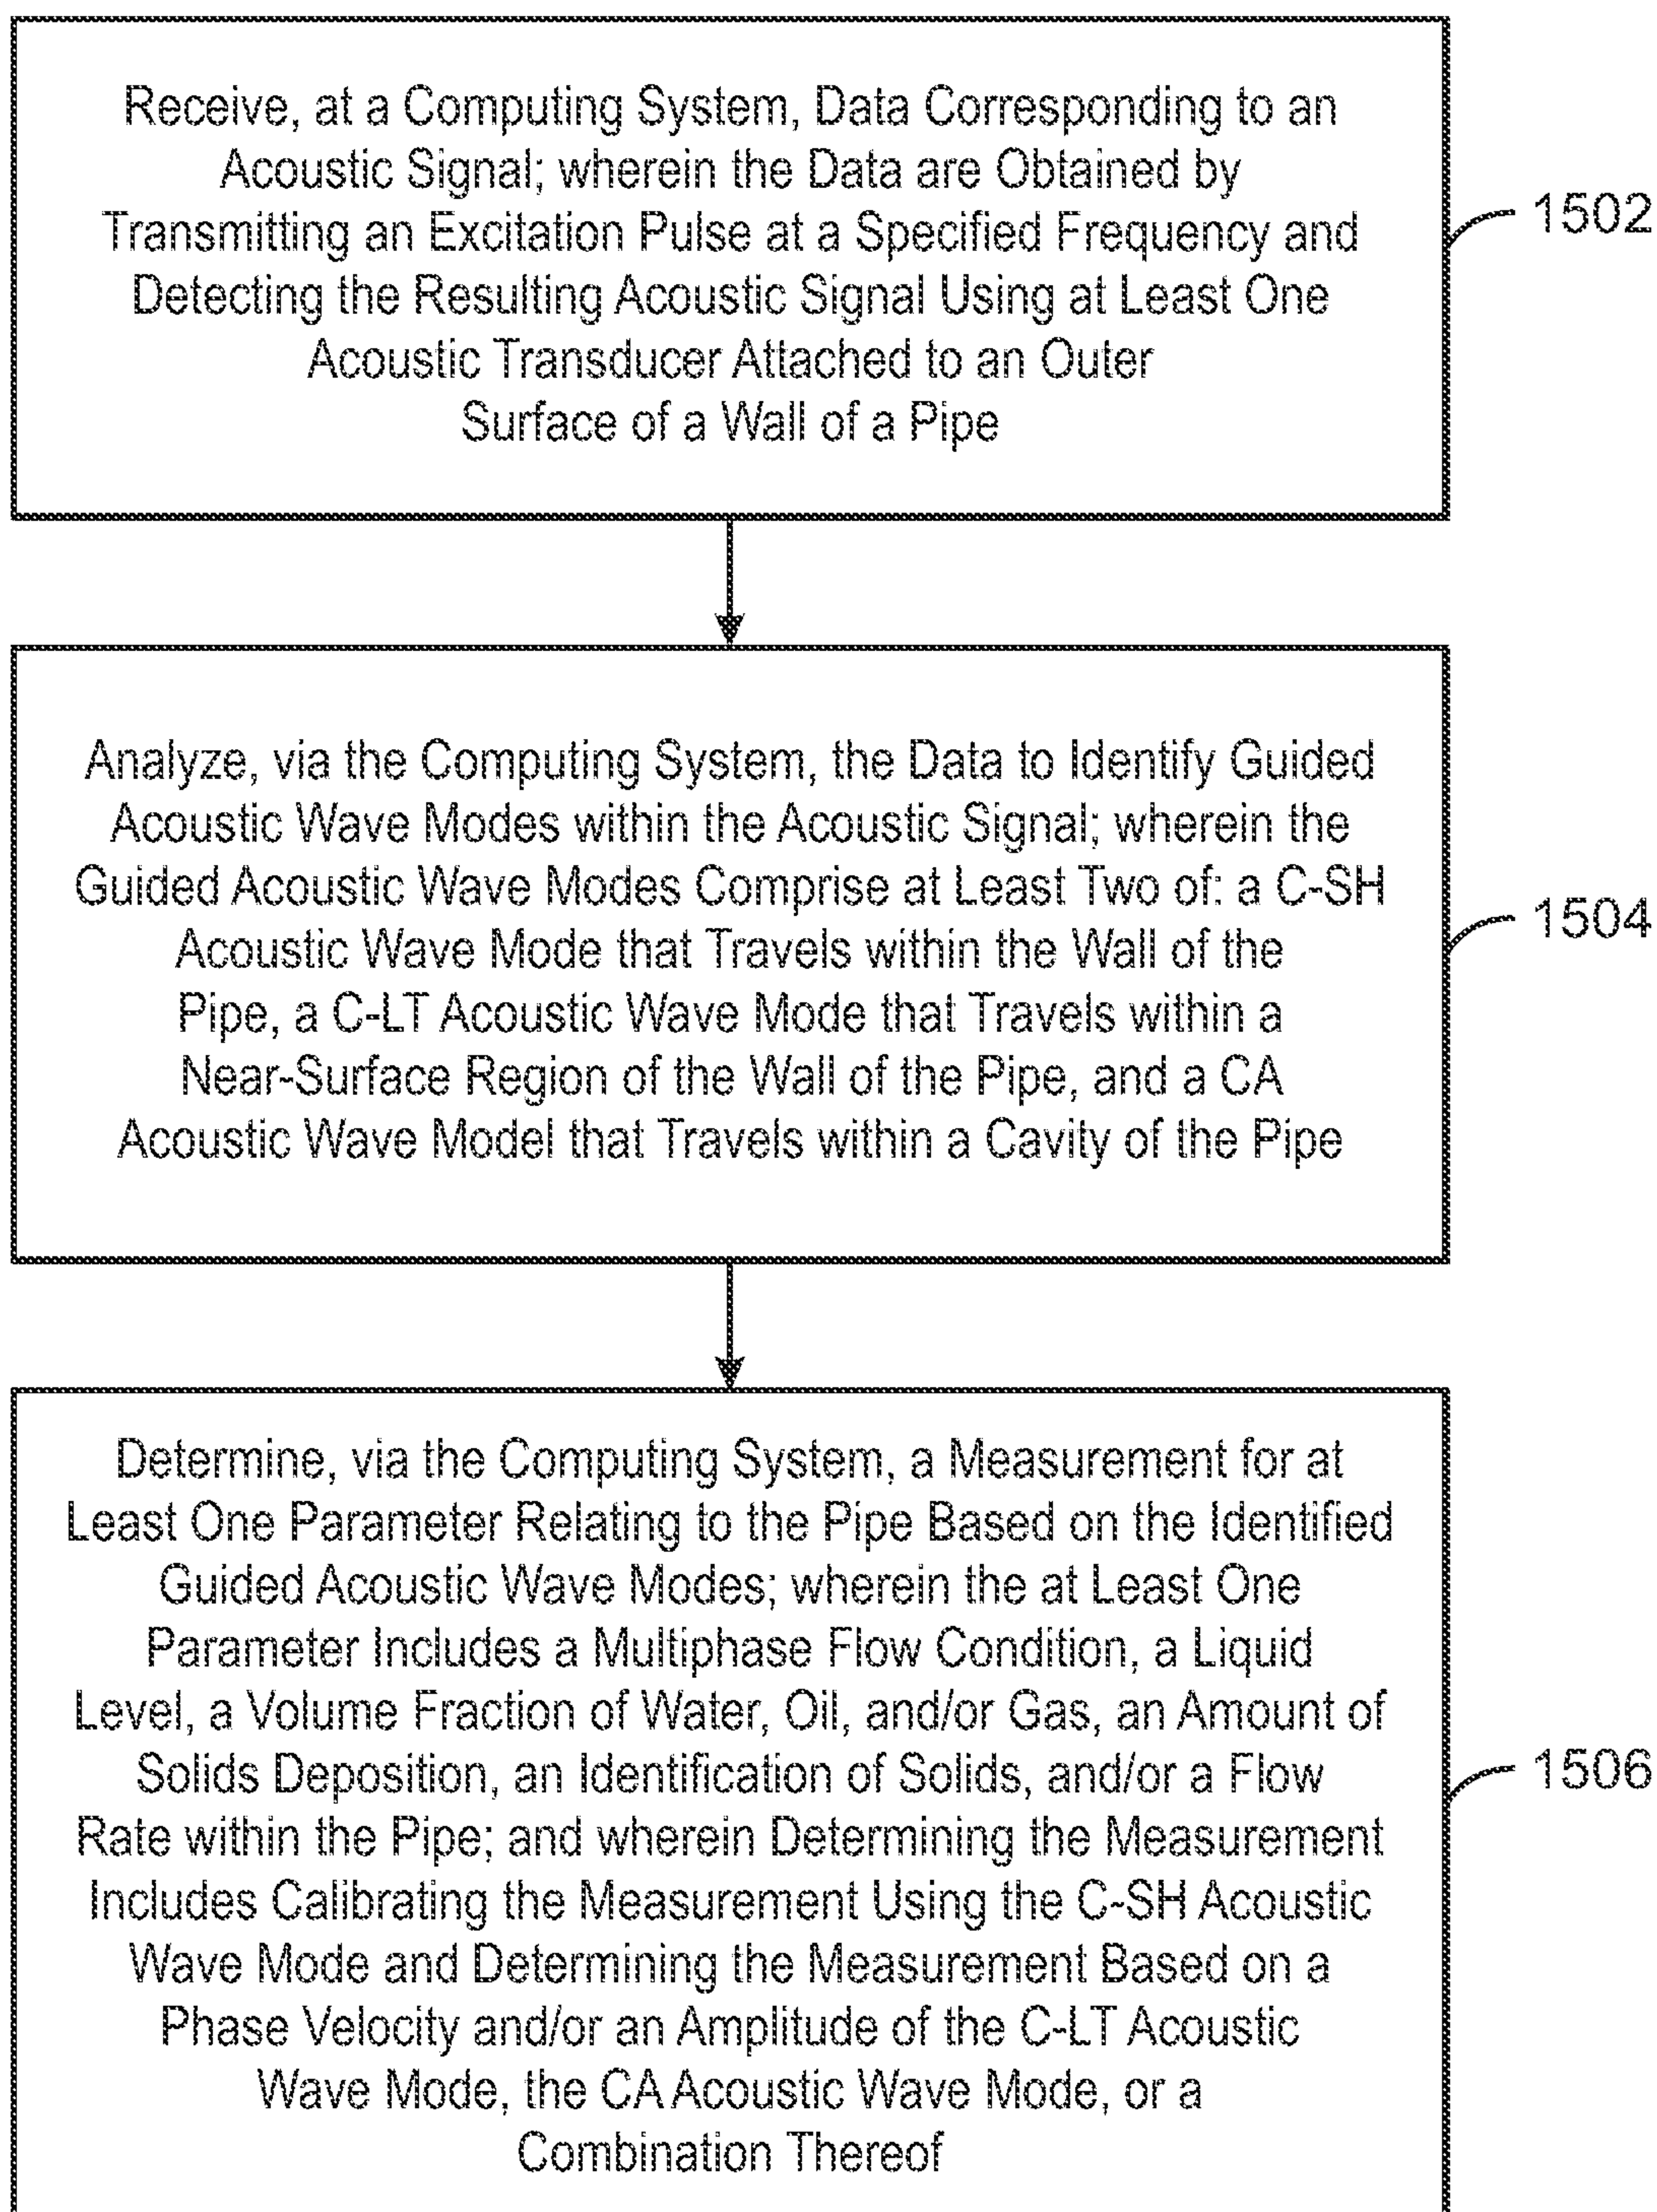 Receive, at a Computing System, Data Corresponding to an
Acoustic Signal; wherein the Data are Obtained by
Transmitting an Excitation Pulse at a Specified Frequency and
Detecting the Resulting Acoustic Signal Using at Least One
Acoustic Transducer Attached to an Outer
Surface of a Wall of a Pipe
1502
Analyze, via the Computing System, the Data to Identify Guided
Acoustic Wave Modes within the Acoustic Signal; wherein the
Guided Acoustic Wave Modes Comprise at Least Two of: a C-SH
Acoustic Wave Mode that Travels within the Wall of the
Pipe, a C-LT Acoustic Wave Mode that Travels within a
Near-Surface Region of the Wall of the Pipe, and a CA
Acoustic Wave Model that Travels within a Cavity of the Pipe
1504
Determine, via the Computing System, a Measurement for at
Least One Parameter Relating to the Pipe Based on the Identified
Guided Acoustic Wave Modes; wherein the at Least One
Parameter Includes a Multiphase Flow Condition, a Liquid
Level, a Volume Fraction of Water, Oil, and/or Gas, an Amount of
Solids Deposition, an Identification of Solids, and/or a Flow
Rate within the Pipe; and wherein Determining the Measurement
Includes Calibrating the Measurement Using the C-SH Acoustic
Wave Mode and Determining the Measurement Based on a
Phase Velocity and/or an Amplitude of the C-LT Acoustic
Wave Mode, the CA Acoustic Wave Mode, or a
Combination Thereof
1506